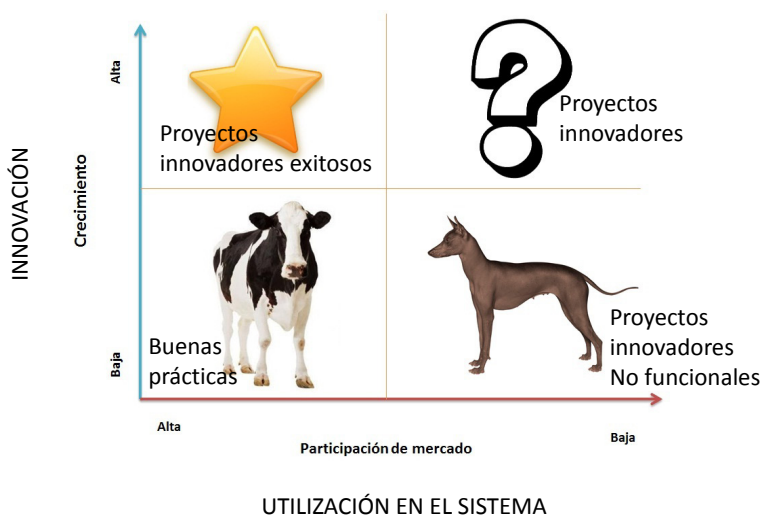 Alta
Proyectos
innovadores exitosos
Proyectos
innovadores
INNOVACIÓN
Crecimiento
Buenas
prácticas
Proyectos
innovadores
No funcionales
Baja
Alta
Baja
Participación de mercado
UTILIZACIÓN EN EL SISTEMA